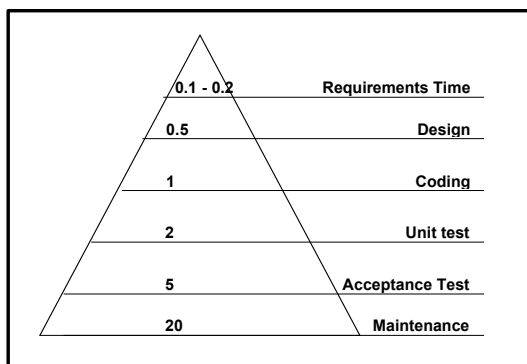 0.1 - 0.2 Requirements Time
0.5 Design
1 Coding
2 Unit test
5 Acceptance Test
20 Maintenance